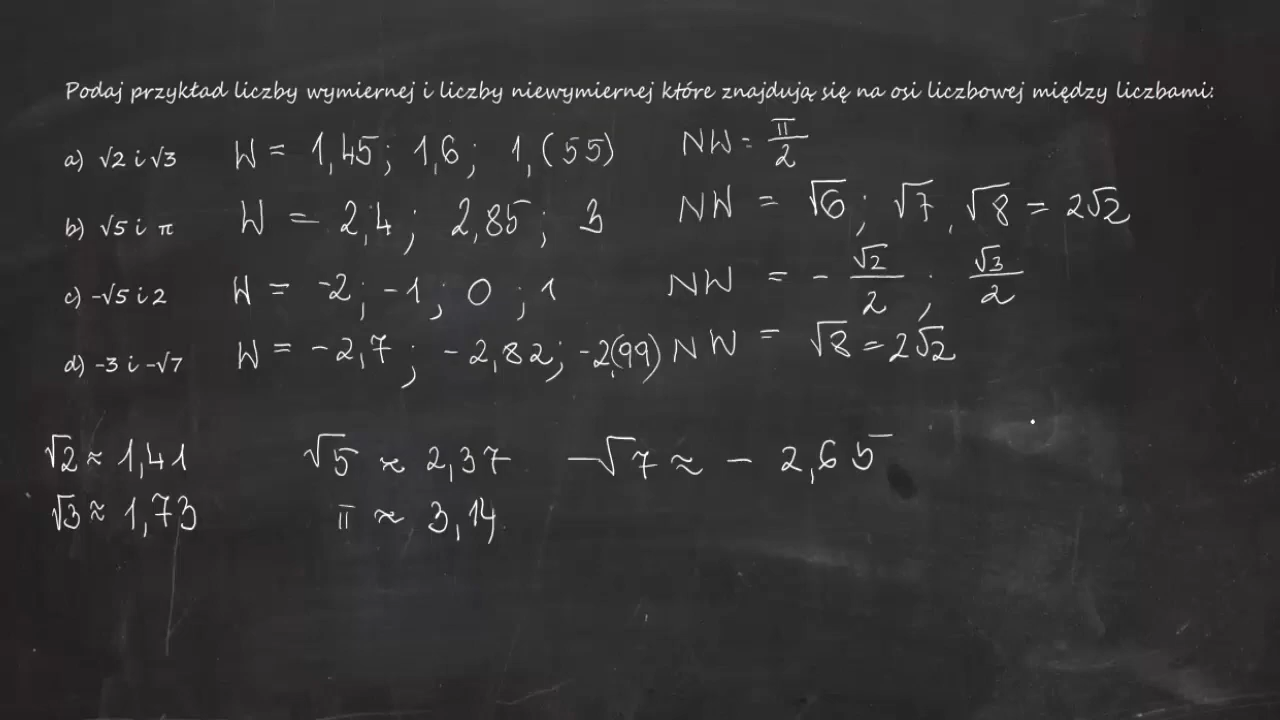 Podaj przykład liczby wymiernej i liczby niewymiernej które znajdują się na osi liczbowej między liczbami:
a) √2 i √3 W = 1,45; 1,6; 1,(55) NW = π/2
b) √5 i π W = 2,4; 2,85; 3 NW = √6; √7, √8 = 2√2
c) -√5 i 2 W = -2; -1; 0; 1 NW = -√2/2; √3/2
d) -3 i -√7 W = -2,7; -2,82; -2,(99) NW = √8 = 2√2
√2 ≈ 1,41 √5 ≈ 2,37 -√7 ≈ -2,65
√3 ≈ 1,73 π ≈ 3,14